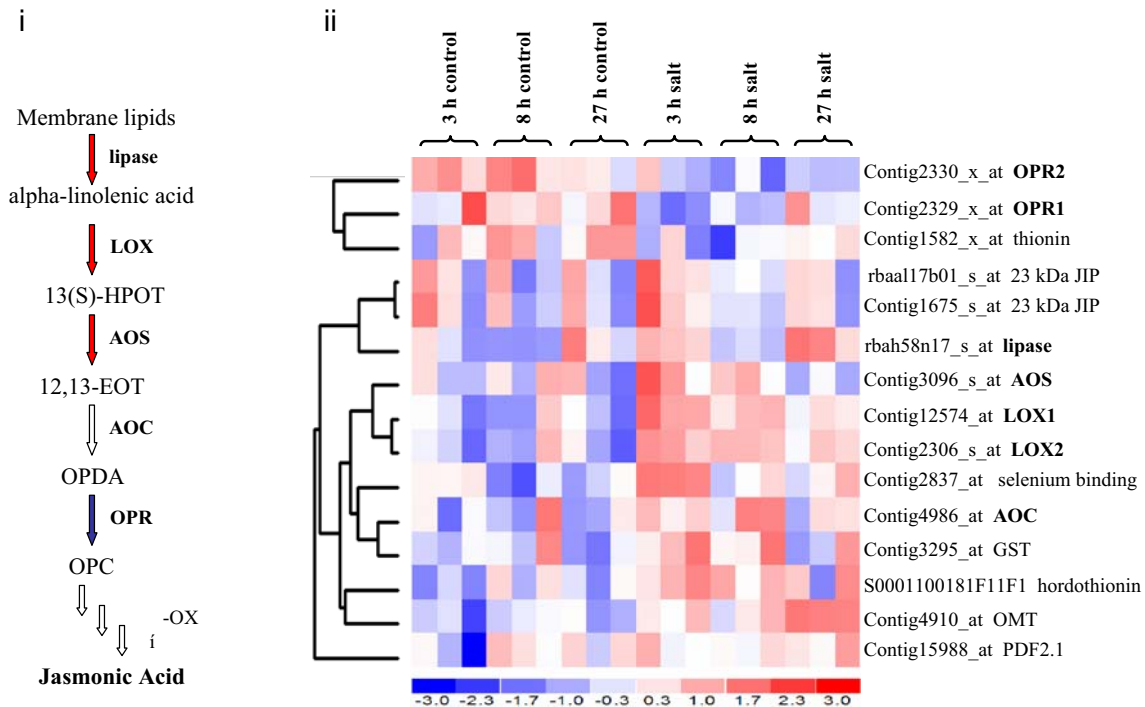 i
Membrane lipids
lipase
alpha-linolenic acid
LOX
13(S)-HPOT
AOS
12,13-EOT
AOC
OPDA
OPR
OPC
-OX
í
Jasmonic Acid
ii
3 h control
8 h control
27 h control
3 h salt
8 h salt
27 h salt
Contig2330_x_at OPR2
Contig2329_x_at OPR1
Contig1582_x_at thionin
rbaal17b01_s_at 23 kDa JIP
Contig1675_s_at 23 kDa JIP
rbah58n17_s_at lipase
Contig3096_s_at AOS
Contig12574_at LOX1
Contig2306_s_at LOX2
Contig2837_at selenium binding
Contig4986_at AOC
Contig3295_at GST
S0001100181F11F1 hordothionin
Contig4910_at OMT
Contig15988_at PDF2.1
-3.0 -2.3 -1.7 -1.0 -0.3 0.3 1.0 1.7 2.3 3.0